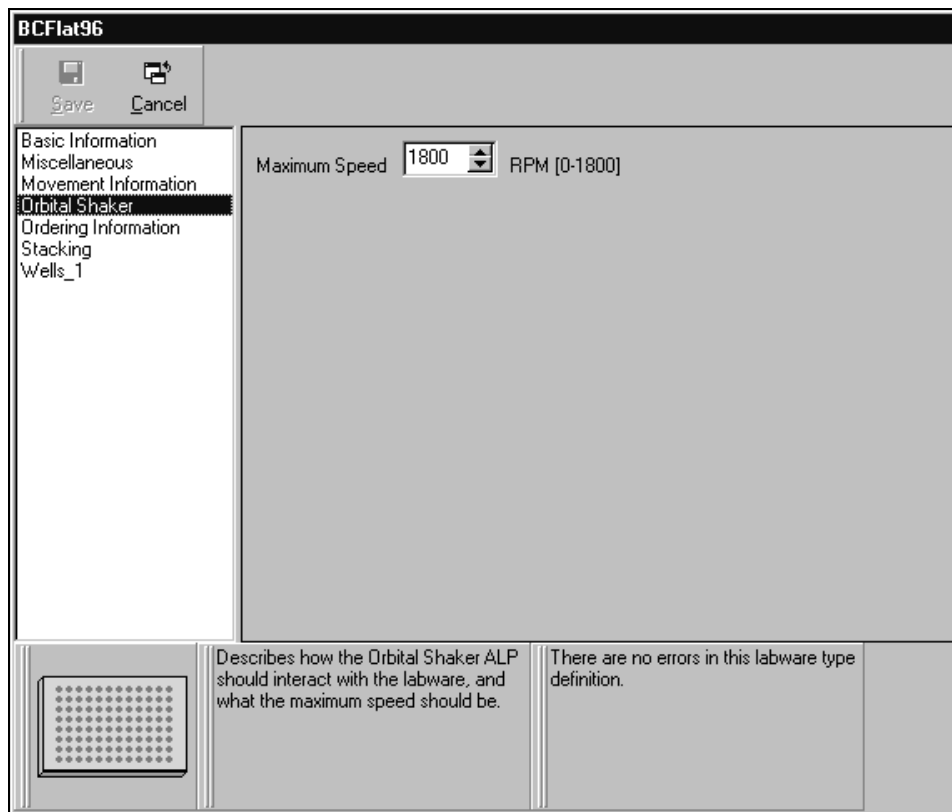 BCFlat96
Save Cancel
Basic Information
Miscellaneous
Movement Information
Orbital Shaker
Ordering Information
Stacking
Wells_1
Maximum Speed 1800 RPM [0-1800]
Describes how the Orbital Shaker ALP
should interact with the labware, and
what the maximum speed should be.
There are no errors in this labware type
definition.